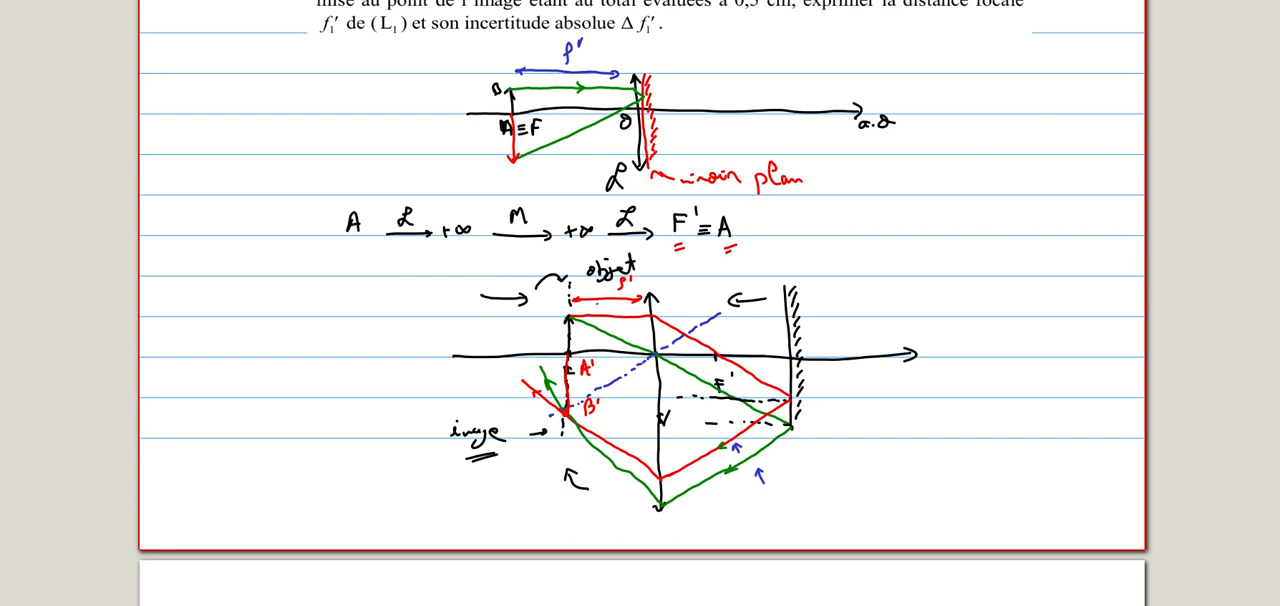 mise au point de l'image étant au total évaluées à 0,5 cm, exprimer la distance focale
f₁' de (L₁) et son incertitude absolue Δ f₁'.
f'
B
A ≡ F
O
a.o
L
miroir plan
A L→ +∞ M→ +∞ L→ F' ≡ A
objet
f'
A'
F'
B'
image